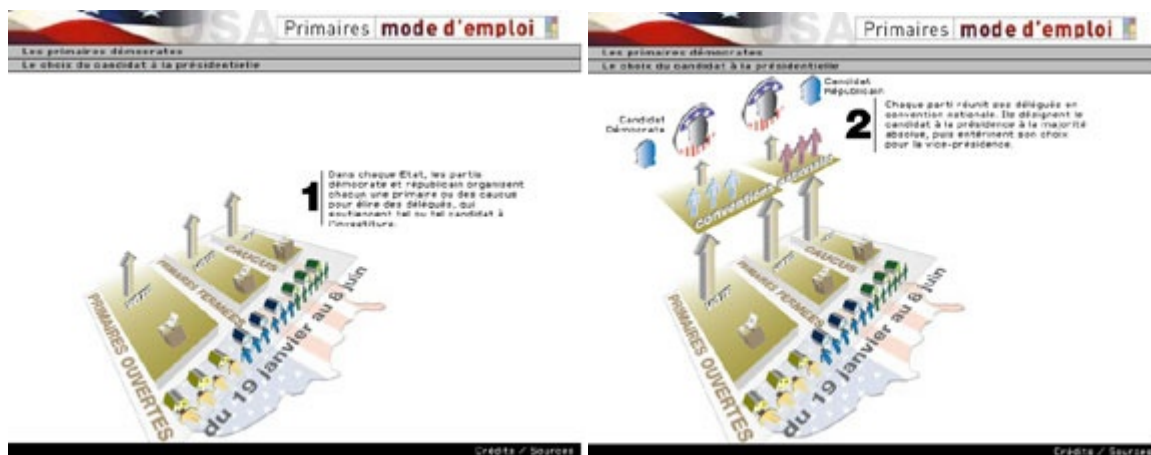 USA
Primaires | mode d'emploi
Les primaires démocrates
Le choix du candidat à la présidentielle
1
Dans chaque Etat, les partis
démocrate et républicain organisent
chacun une primaire ou des caucus
pour élire des délégués, qui
soutiennent tel ou tel candidat à
l'investiture.
CAUCUS
PRIMAIRES FERMÉES
PRIMAIRES OUVERTES
du 19 janvier au 8 juin
Crédits / Sources
USA
Primaires | mode d'emploi
Les primaires démocrates
Le choix du candidat à la présidentielle
Candidat
Républicain
Candidat
Démocrate
2
Chaque parti réunit ses délégués en
convention nationale. Ils désignent le
candidat à la présidence à la majorité
absolue, puis entérinent son choix
pour la vice-présidence.
Conventions nationales
CAUCUS
PRIMAIRES FERMÉES
PRIMAIRES OUVERTES
du 19 janvier au 8 juin
Crédits / Sources